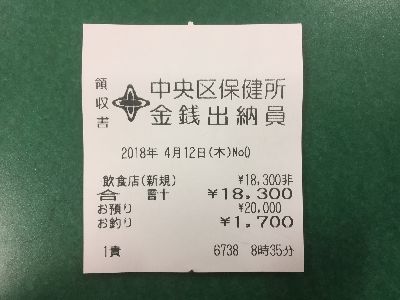 領収書
中央区保健所
金銭出納員
2018年 4月12日(木)No0
飲食店(新規) ¥18,300非
合 計 ¥18,300
お預り ¥20,000
お釣り ¥1,700
1貴 6738 8時35分